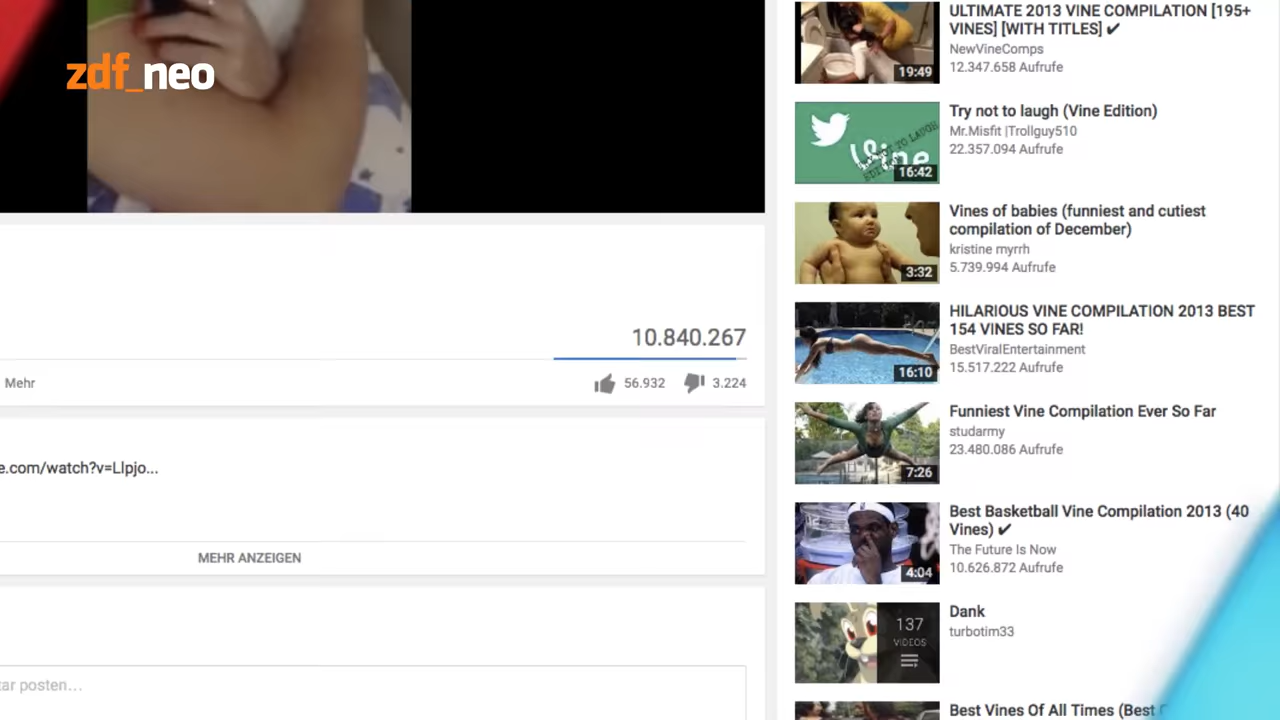 zdf_neo
10.840.267
Mehr
56.932
3.224
e.com/watch?v=Llpjo...
MEHR ANZEIGEN
tar posten...
ULTIMATE 2013 VINE COMPILATION [195+
VINES] [WITH TITLES] ✔
NewVineComps
12.347.658 Aufrufe
19:49
Try not to laugh (Vine Edition)
Mr.Misfit |Trollguy510
22.357.094 Aufrufe
Vine
16:42
Vines of babies (funniest and cutiest
compilation of December)
kristine myrrh
5.739.994 Aufrufe
3:32
HILARIOUS VINE COMPILATION 2013 BEST
154 VINES SO FAR!
BestViralEntertainment
15.517.222 Aufrufe
16:10
Funniest Vine Compilation Ever So Far
studarmy
23.480.086 Aufrufe
7:26
Best Basketball Vine Compilation 2013 (40
Vines) ✔
The Future Is Now
10.626.872 Aufrufe
4:04
Dank
turbotim33
137
VIDEOS
Best Vines Of All Times (Best